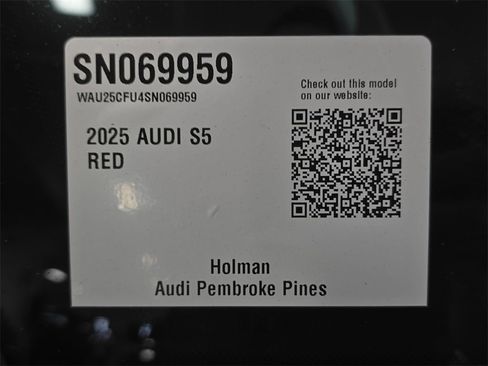 SN069959
WAU25CFU4SN069959
Check out this model
on our website:
2025 AUDI S5
RED
Holman
Audi Pembroke Pines